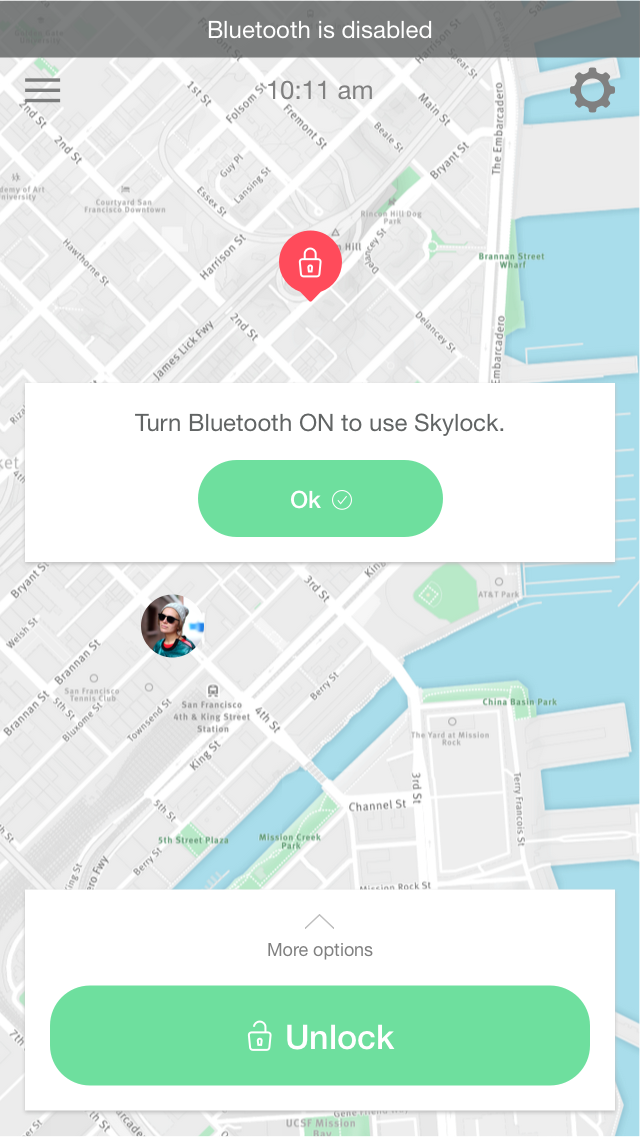 Bluetooth is disabled
10:11 am
Harrison St
Spear St
1st St
Folsom St
Main St
The Embarcadero
2nd St
2nd St
Fremont St
Beale St
Guy Pl
Bryant St
Lansing St
Courtyard San
Francisco Downtown
Essex St
Rincon Hill Dog
Park
Hill
Delancey St
Harrison St
Hawthorne St
Brannan Street
Wharf
2nd St
James Lick Fwy
Delancey St
Embarcadero
Turn Bluetooth ON to use Skylock.
Ok
4th
Bryant St
3rd St
AT&T Park
Welsh St
Brannan St
San Francisco
Tennis Club
Berry St
San Francisco
4th & King Street
Station
China Basin Park
Brannan St
5th St
Bluxome St
Townsend St
4th St
The Yard at Mission
Rock
King St
3rd St
Terry Francois St
Channel St
5th St
5th Street Plaza
Mission Creek
Park
Berry St
Mission Rock St
More options
Unlock
7th
UCSF Mission
Bay